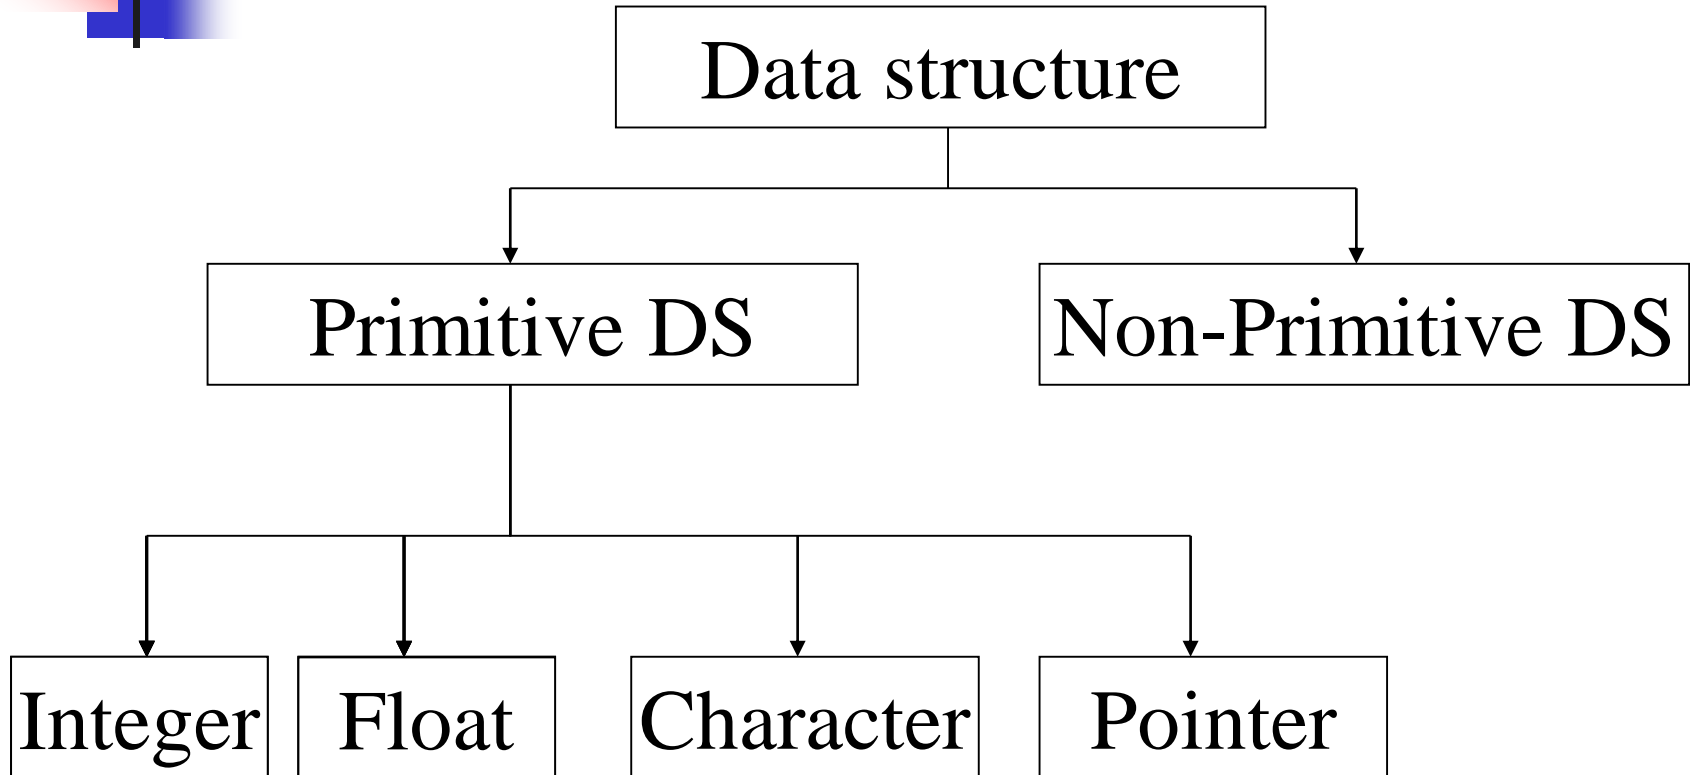 Data structure
Primitive DS
Non-Primitive DS
Integer
Float
Character
Pointer